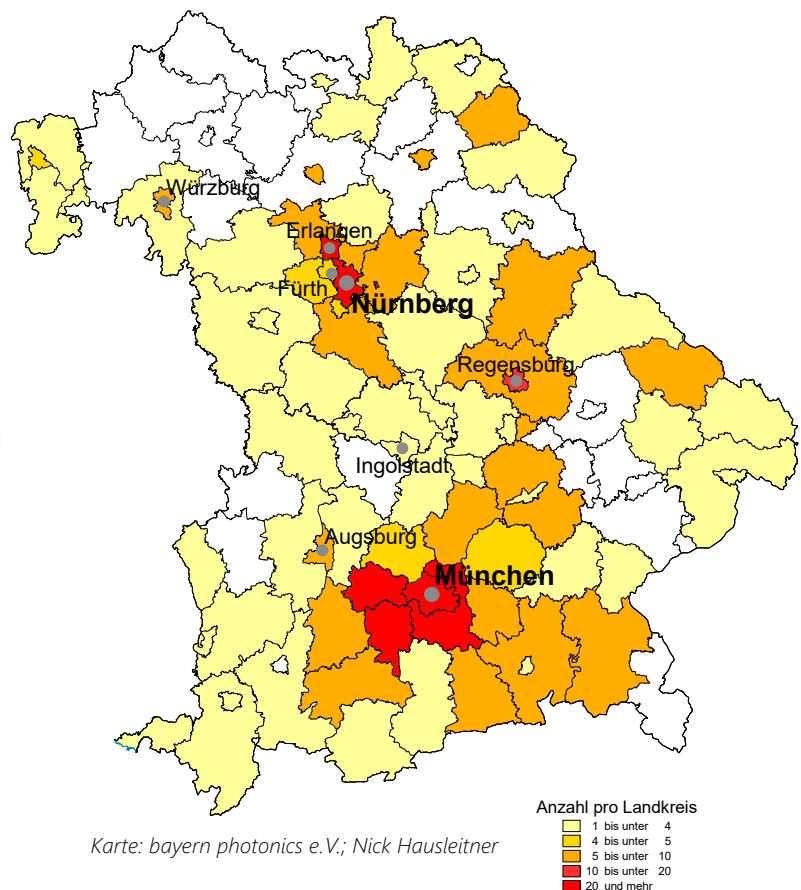 Würzburg
Erlangen
Fürth
Nürnberg
Regensburg
Ingolstadt
Augsburg
München
Anzahl pro Landkreis
1 bis unter 4
4 bis unter 5
5 bis unter 10
10 bis unter 20
20 und mehr
Karte: bayern photonics e.V.; Nick Hausleitner